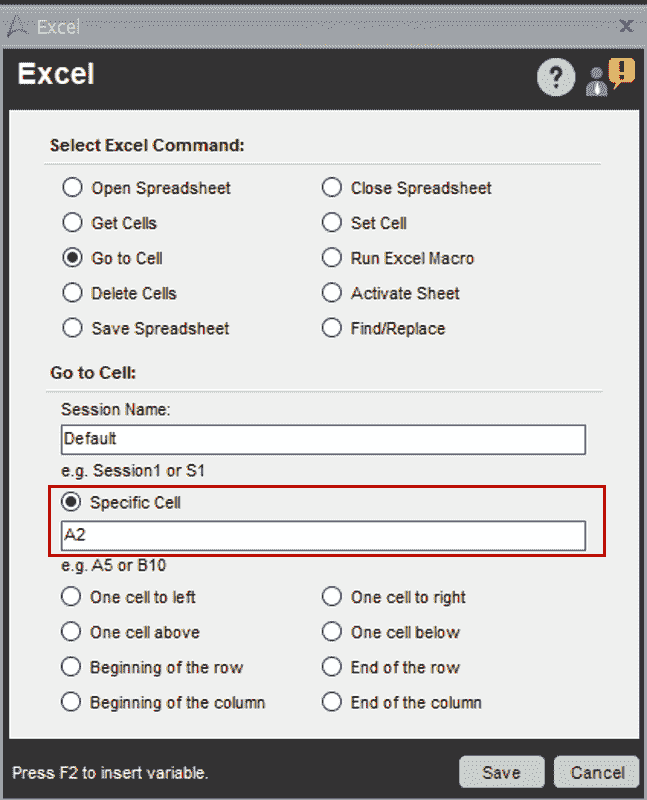 Excel
Excel
Select Excel Command:
Open Spreadsheet Close Spreadsheet
Get Cells Set Cell
Go to Cell Run Excel Macro
Delete Cells Activate Sheet
Save Spreadsheet Find/Replace
Go to Cell:
Session Name:
Default
e.g. Session1 or S1
Specific Cell
A2
e.g. A5 or B10
One cell to left One cell to right
One cell above One cell below
Beginning of the row End of the row
Beginning of the column End of the column
Press F2 to insert variable. Save Cancel